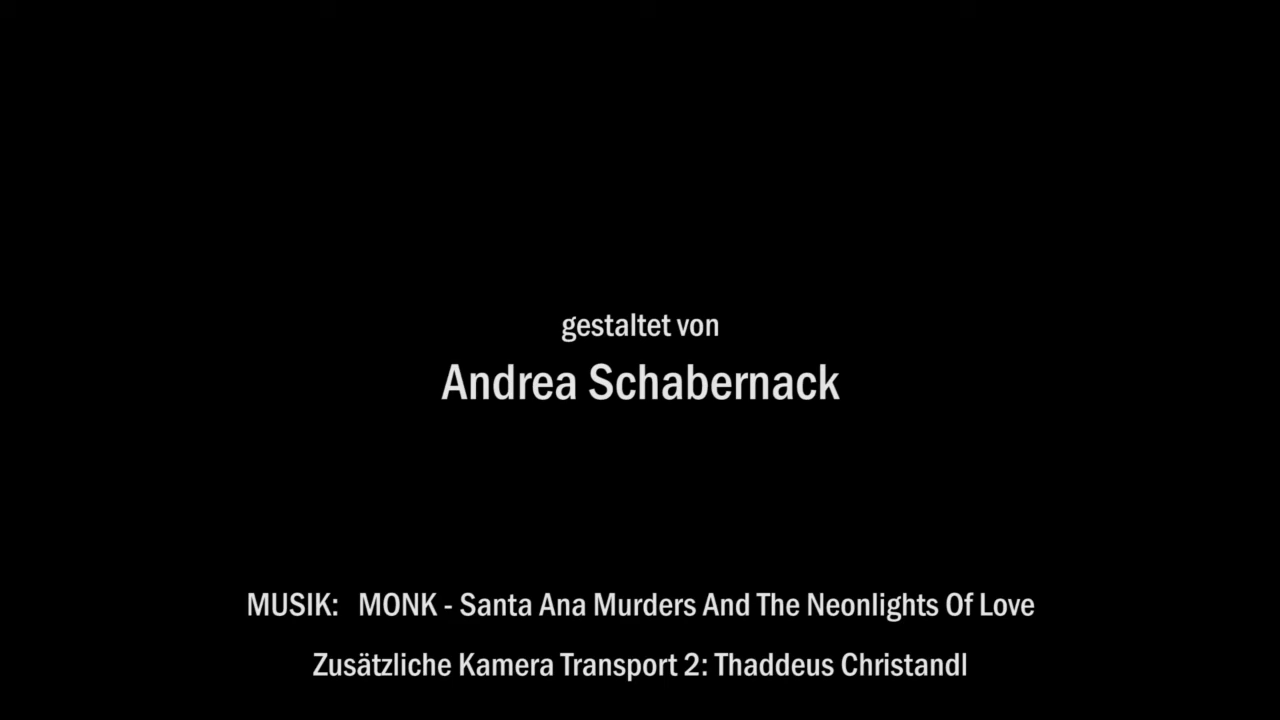 gestaltet von
Andrea Schabernack
MUSIK: MONK - Santa Ana Murders And The Neonlights Of Love
Zusätzliche Kamera Transport 2: Thaddeus Christandl